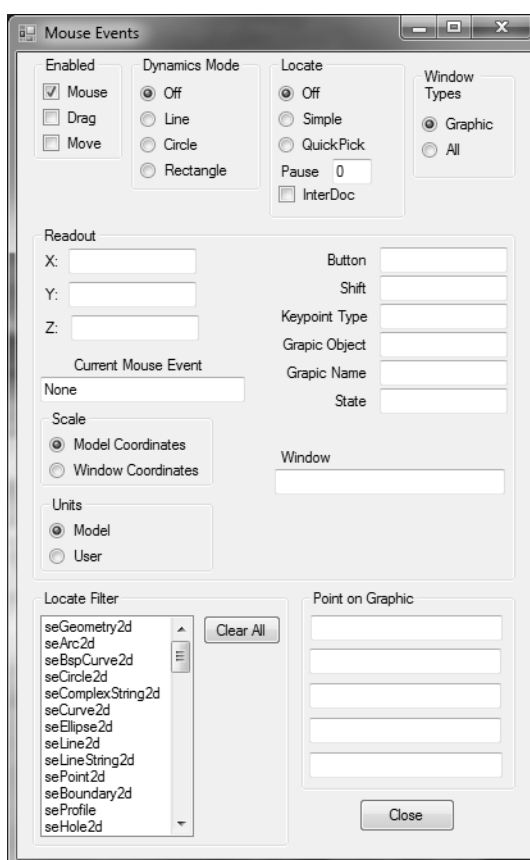 Mouse Events
Enabled
Mouse
Drag
Move
Dynamics Mode
Off
Line
Circle
Rectangle
Locate
Off
Simple
QuickPick
Pause 0
InterDoc
Window
Types
Graphic
All
Readout
X:
Y:
Z:
Current Mouse Event
None
Button
Shift
Keypoint Type
Grapic Object
Grapic Name
State
Scale
Model Coordinates
Window Coordinates
Window
Units
Model
User
Locate Filter
seGeometry2d
seArc2d
seBspCurve2d
seCircle2d
seComplexString2d
seCurve2d
seEllipse2d
seLine2d
seLineString2d
sePoint2d
seBoundary2d
seProfile
seHole2d
Clear All
Point on Graphic
Close